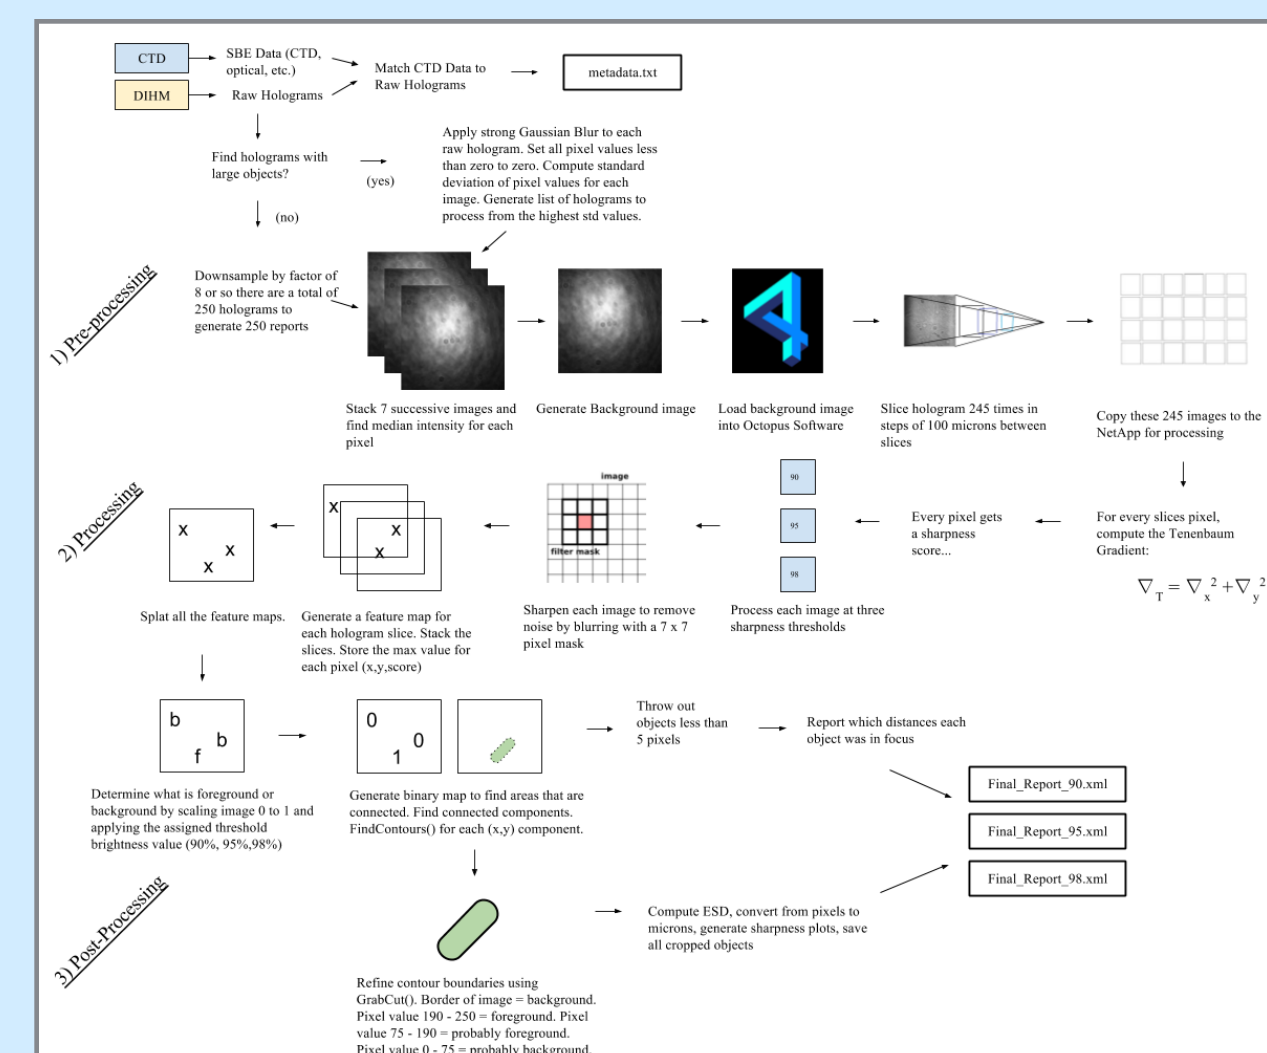 CTD
SBE Data (CTD,
optical, etc.)
DIHM
Raw Holograms
Match CTD Data to
Raw Holograms
metadata.txt
Find holograms with
large objects?
(yes)
(no)
Apply strong Gaussian Blur to each
raw hologram. Set all pixel values less
than zero to zero. Compute standard
deviation of pixel values for each
image. Generate list of holograms to
process from the highest std values.
1) Pre-processing
Downsample by factor of
8 or so there are a total of
250 holograms to
generate 250 reports
Stack 7 successive images and
find median intensity for each
pixel
Generate Background image
Load background image
into Octopus Software
Slice hologram 245 times in
steps of 100 microns between
slices
Copy these 245 images to the
NetApp for processing
2) Processing
For every slices pixel,
compute the Tenenbaum
Gradient:
∇T = ∇x² + ∇y²
Every pixel gets
a sharpness
score...
90
95
98
Process each image at three
sharpness thresholds
image
filter mask
Sharpen each image to remove
noise by blurring with a 7 x 7
pixel mask
x
x
x
Generate a feature map for
each hologram slice. Stack the
slices. Store the max value for
each pixel (x,y,score)
x
x
x
Splat all the feature maps.
b
b
f
Determine what is foreground or
background by scaling image 0 to 1 and
applying the assigned threshold
brightness value (90%, 95%,98%)
0
0
1
Generate binary map to find areas that are
connected. Find connected components.
FindContours() for each (x,y) component.
Throw out
objects less than
5 pixels
Report which distances each
object was in focus
Final_Report_90.xml
Final_Report_95.xml
Final_Report_98.xml
3) Post-Processing
Compute ESD, convert from pixels to
microns, generate sharpness plots, save
all cropped objects
Refine contour boundaries using
GrabCut(). Border of image = background.
Pixel value 190 - 250 = foreground. Pixel
value 75 - 190 = probably foreground.
Pixel value 0 - 75 = probably background.